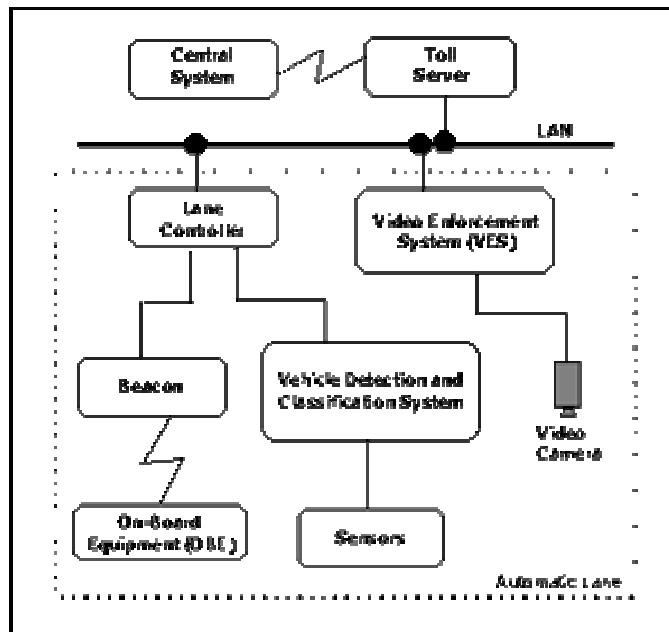 Central
System
Toll
Server
LAN
Lane
Controller
Video Enforcement
System (VES)
Beacon
Vehicle Detection and
Classification System
Video
Camera
On-Board
Equipment (OBE)
Sensors
Automatic Lane